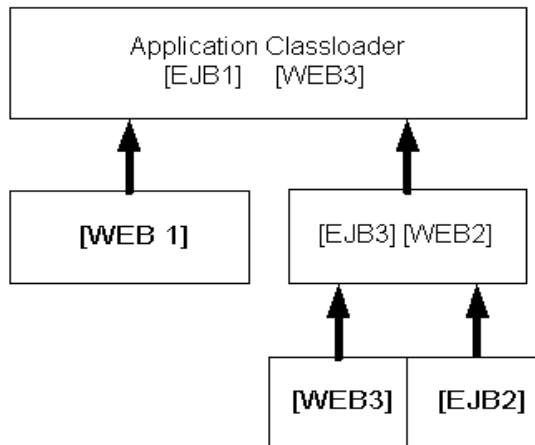 Application Classloader
[EJB1] [WEB3]
[WEB 1]
[EJB3] [WEB2]
[WEB3]
[EJB2]